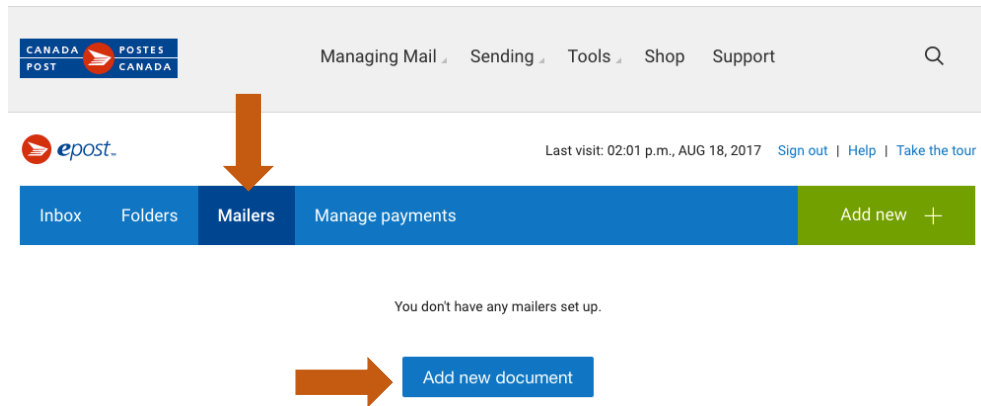 CANADA POSTES
POST CANADA
Managing Mail Sending Tools Shop Support
epost™
Last visit: 02:01 p.m., AUG 18, 2017 Sign out | Help | Take the tour
Inbox Folders Mailers Manage payments Add new +
You don't have any mailers set up.
Add new document